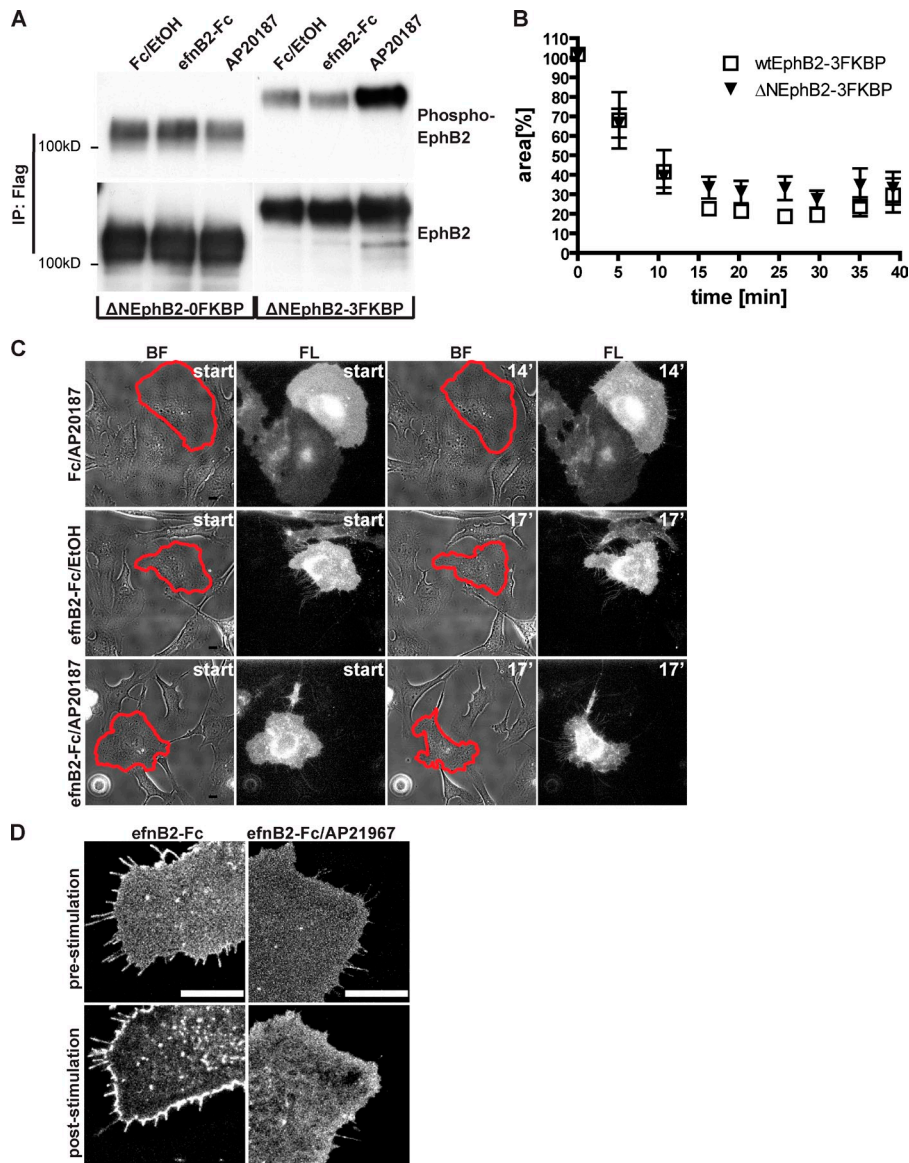 A
Fc/EtOH
efnB2-Fc
AP20187
Fc/EtOH
efnB2-Fc
AP20187
IP: Flag
100kD
Phospho-
EphB2
100kD
EphB2
ΔNEphB2-0FKBP
ΔNEphB2-3FKBP
B
area[%]
110
100
90
80
70
60
50
40
30
20
10
0
wtEphB2-3FKBP
ΔNEphB2-3FKBP
0
5
10
15
20
25
30
35
40
time [min]
C
BF
FL
BF
FL
Fc/AP20187
start
start
14'
14'
efnB2-Fc/EtOH
start
start
17'
17'
efnB2-Fc/AP20187
start
start
17'
17'
D
efnB2-Fc
efnB2-Fc/AP21967
pre-stimulation
post-stimulation